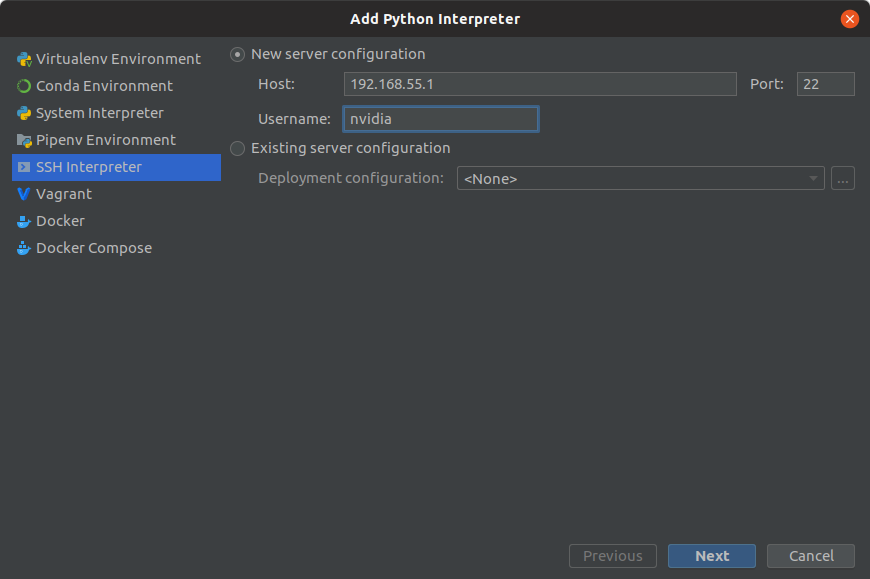 Add Python Interpreter
Virtualenv Environment
Conda Environment
System Interpreter
Pipenv Environment
SSH Interpreter
Vagrant
Docker
Docker Compose
New server configuration
Host: 192.168.55.1 Port: 22
Username: nvidia
Existing server configuration
Deployment configuration: <None> ...
Previous Next Cancel